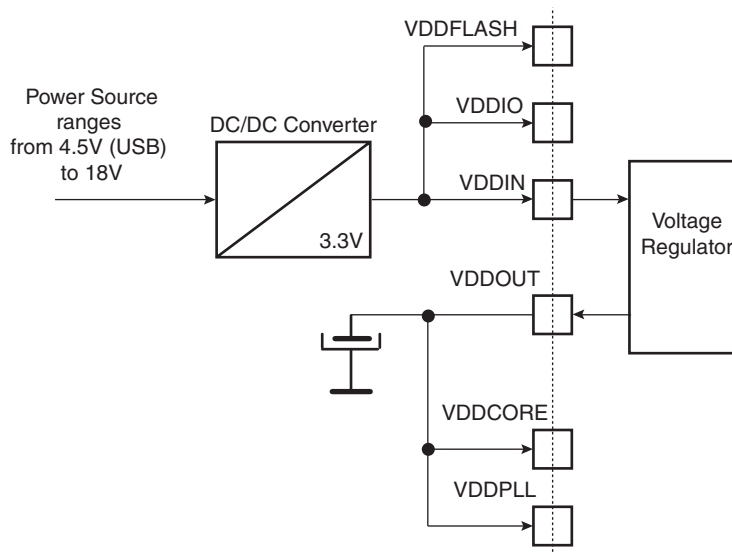 VDDFLASH
Power Source
ranges
from 4.5V (USB)
to 18V
DC/DC Converter
3.3V
VDDIO
VDDIN
Voltage
Regulator
VDDOUT
VDDCORE
VDDPLL